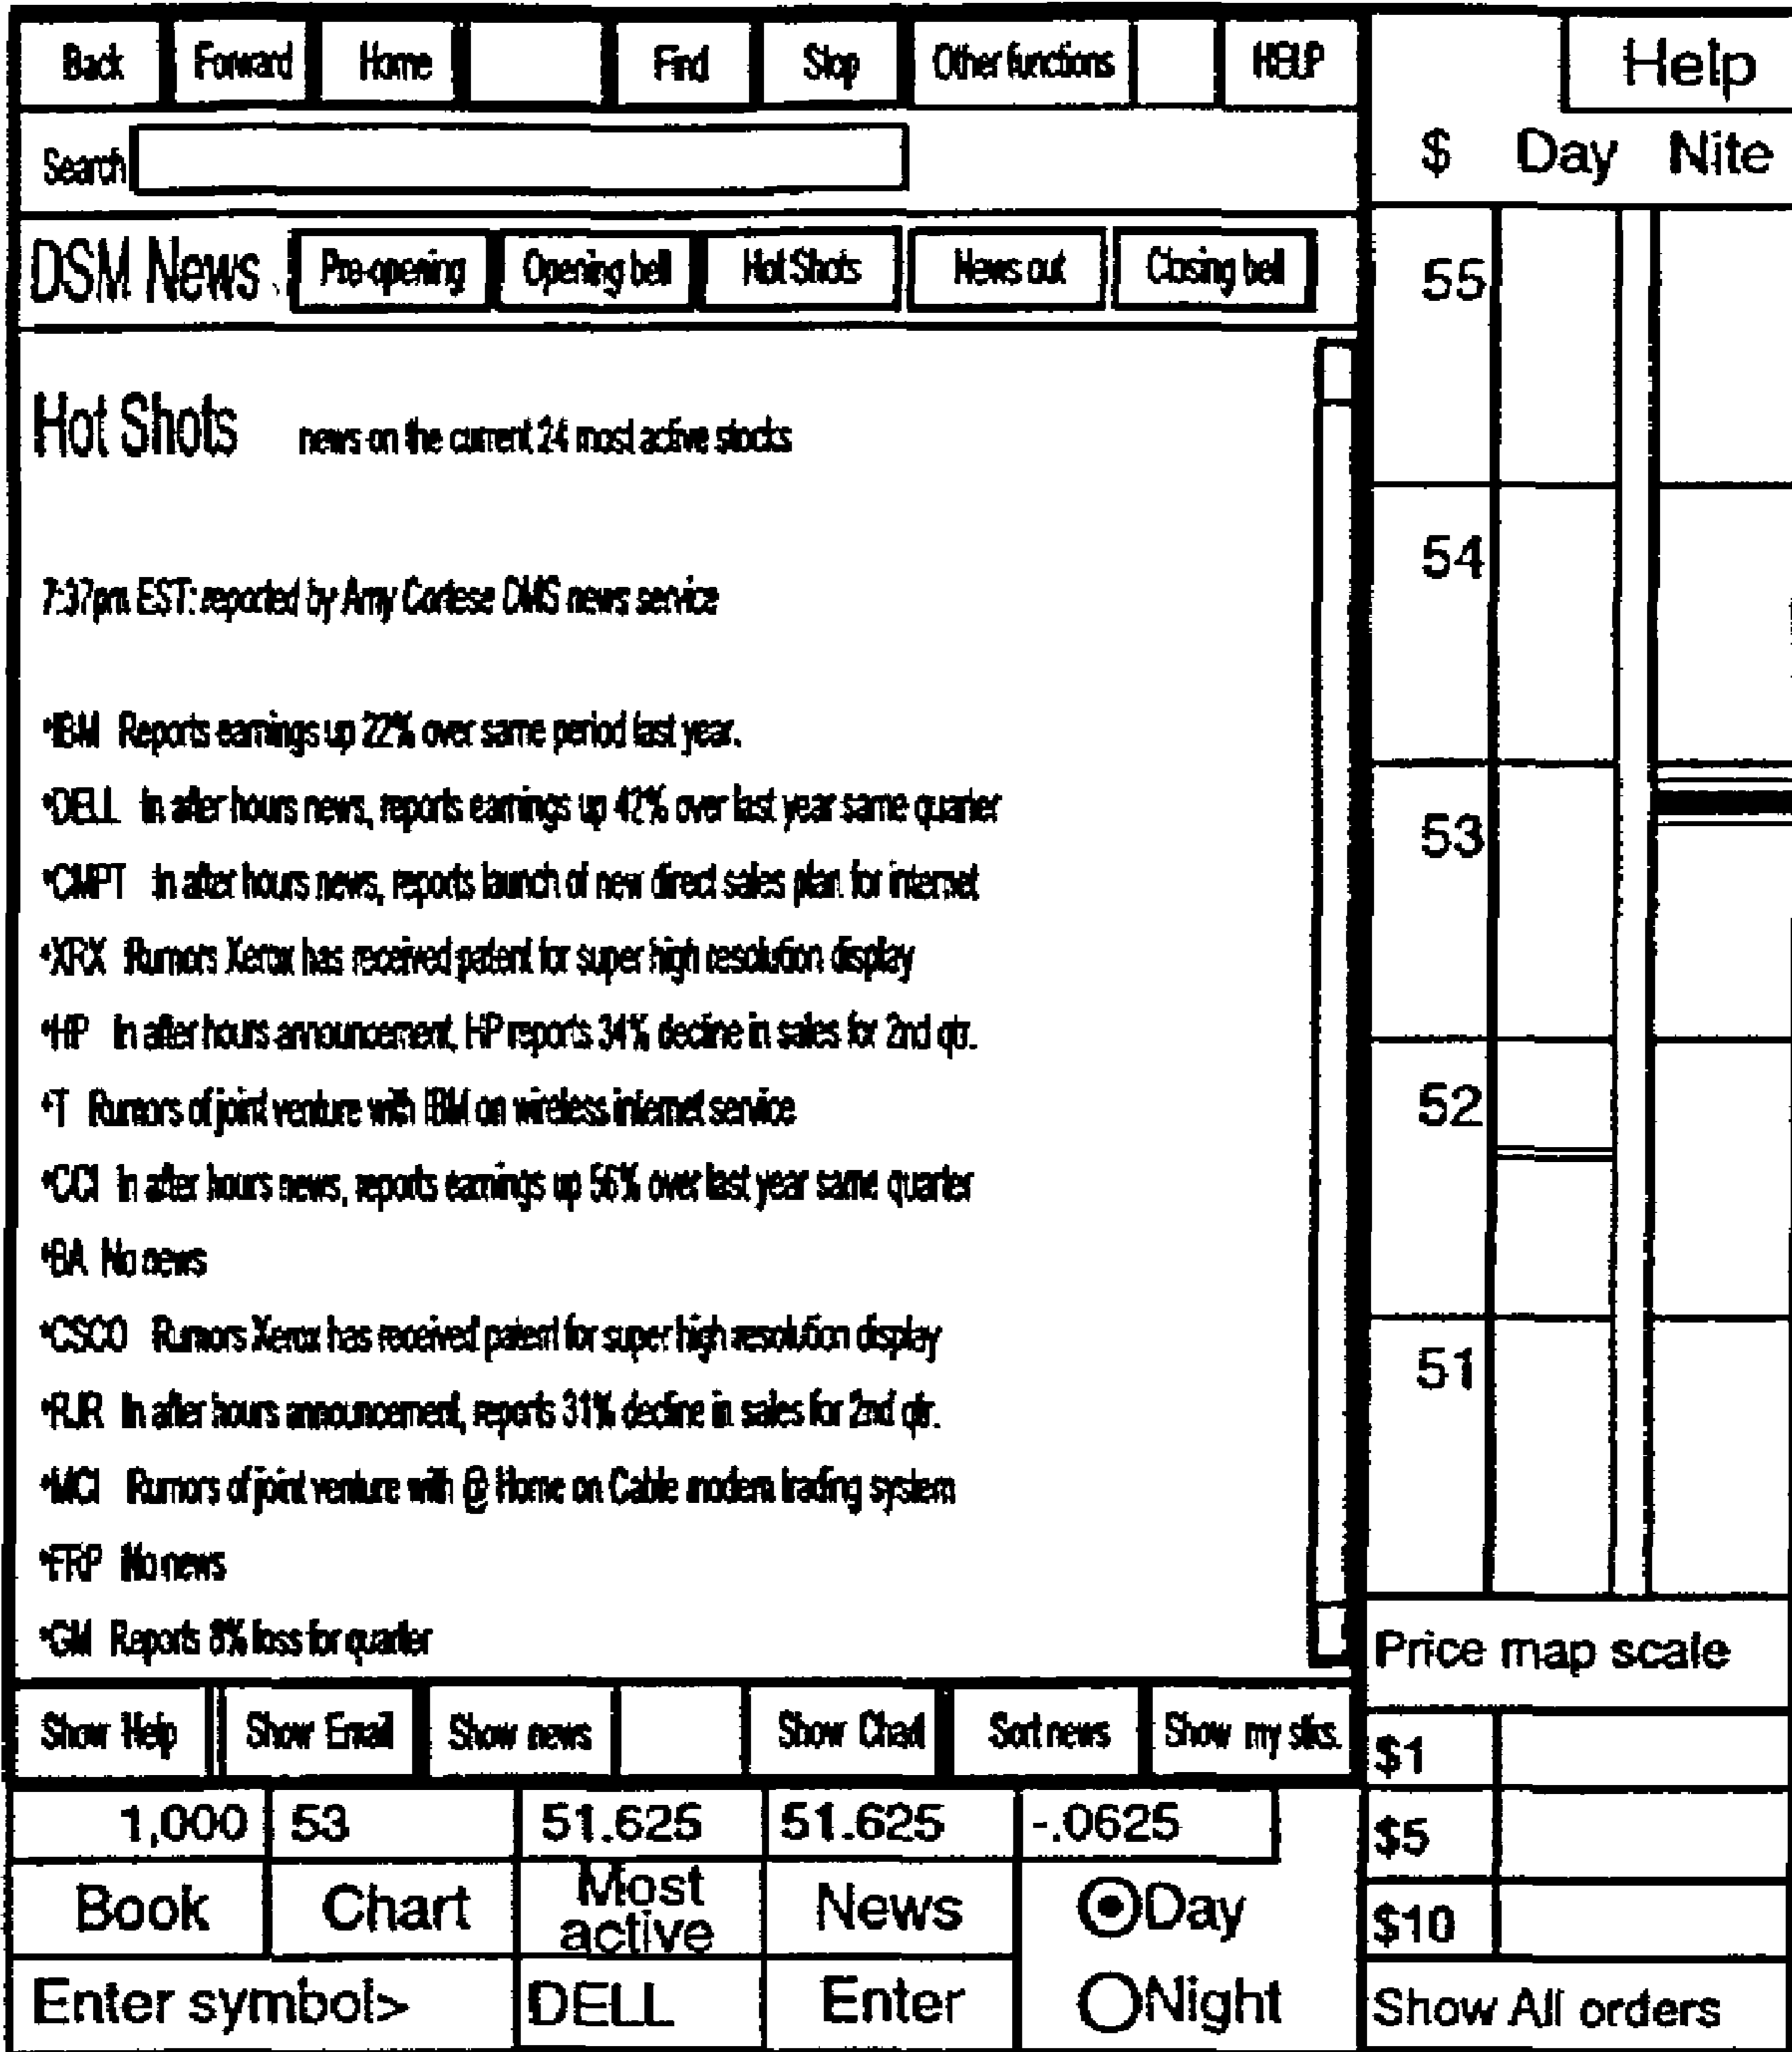 Back Forward Home Find Stop Other functions HELP
Help
Search
$ Day Nite
DSM News Pre-opening Opening bell Hot Shots News out Closing bell
55
Hot Shots news on the current 24 most active stocks
54
7:37pm EST: reported by Amy Cortese DMS news service
*IBM Reports earnings up 22% over same period last year.
*DELL In after hours news, reports earnings up 42% over last year same quarter
53
*CMPT In after hours news, reports launch of new direct sales plan for internet
*XRX Rumors Xerox has received patent for super high resolution display
*HP In after hours announcement, HP reports 34% decline in sales for 2nd qtr.
*T Rumors of joint venture with IBM on wireless internet service
52
*CCI In after hours news, reports earnings up 56% over last year same quarter
*BA No news
*CSCO Rumors Xerox has received patent for super high resolution display
51
*RJR In after hours announcement, reports 31% decline in sales for 2nd qtr.
*MCI Rumors of joint venture with @ Home on Cable modem trading system
*FRP No news
*GM Reports 8% loss for quarter
Price map scale
Show Help Show Email Show news Show Chart Sort news Show my stks.
$1
1,000 53 51.625 51.625 -.0625
$5
Book Chart Most active News Day
$10
Enter symbol> DELL Enter Night
Show All orders